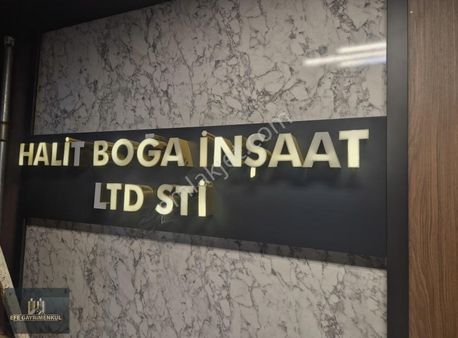 HALİT BOĞA İNŞAAT
LTD STİ
EFE GAYRİMENKUL